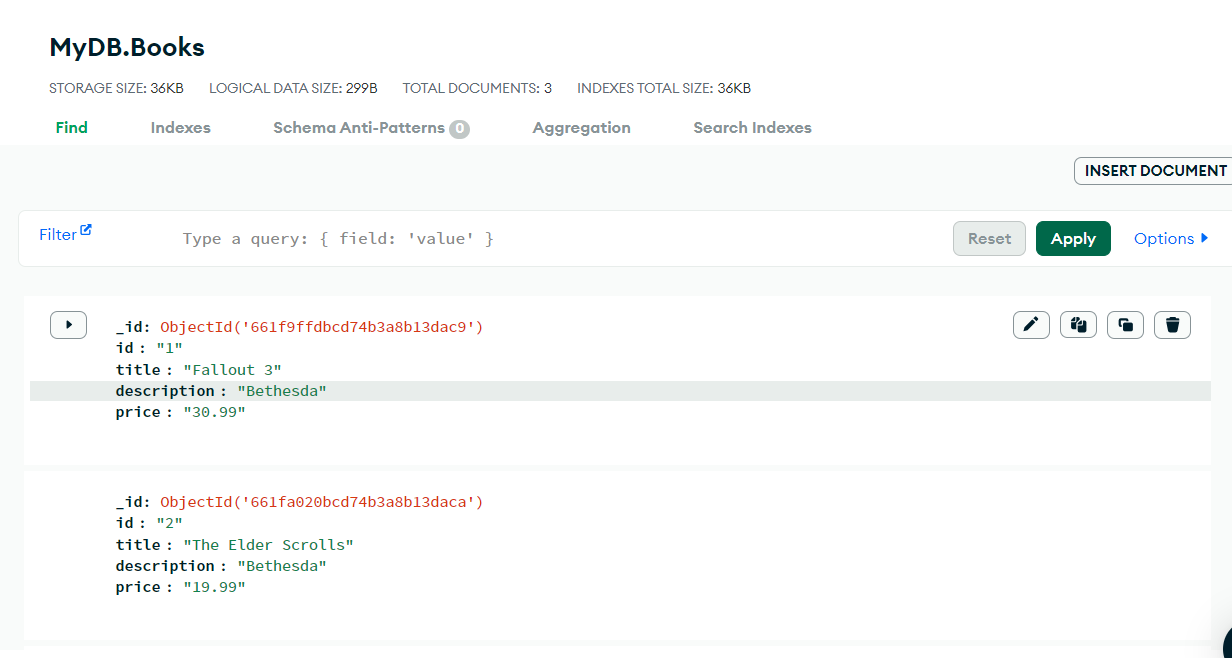 MyDB.Books
STORAGE SIZE: 36KB LOGICAL DATA SIZE: 299B TOTAL DOCUMENTS: 3 INDEXES TOTAL SIZE: 36KB
Find Indexes Schema Anti-Patterns 0 Aggregation Search Indexes
INSERT DOCUMENT
Filter Type a query: { field: 'value' } Reset Apply Options
_id: ObjectId('661f9ffdbcd74b3a8b13dac9')
id : "1"
title : "Fallout 3"
description : "Bethesda"
price : "30.99"
_id: ObjectId('661fa020bcd74b3a8b13daca')
id : "2"
title : "The Elder Scrolls"
description : "Bethesda"
price : "19.99"